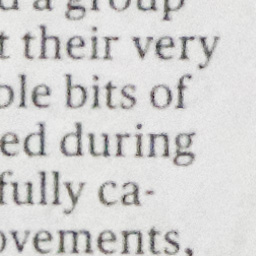 d a group
t their very
ble bits of
ed during
fully ca-
ovements,